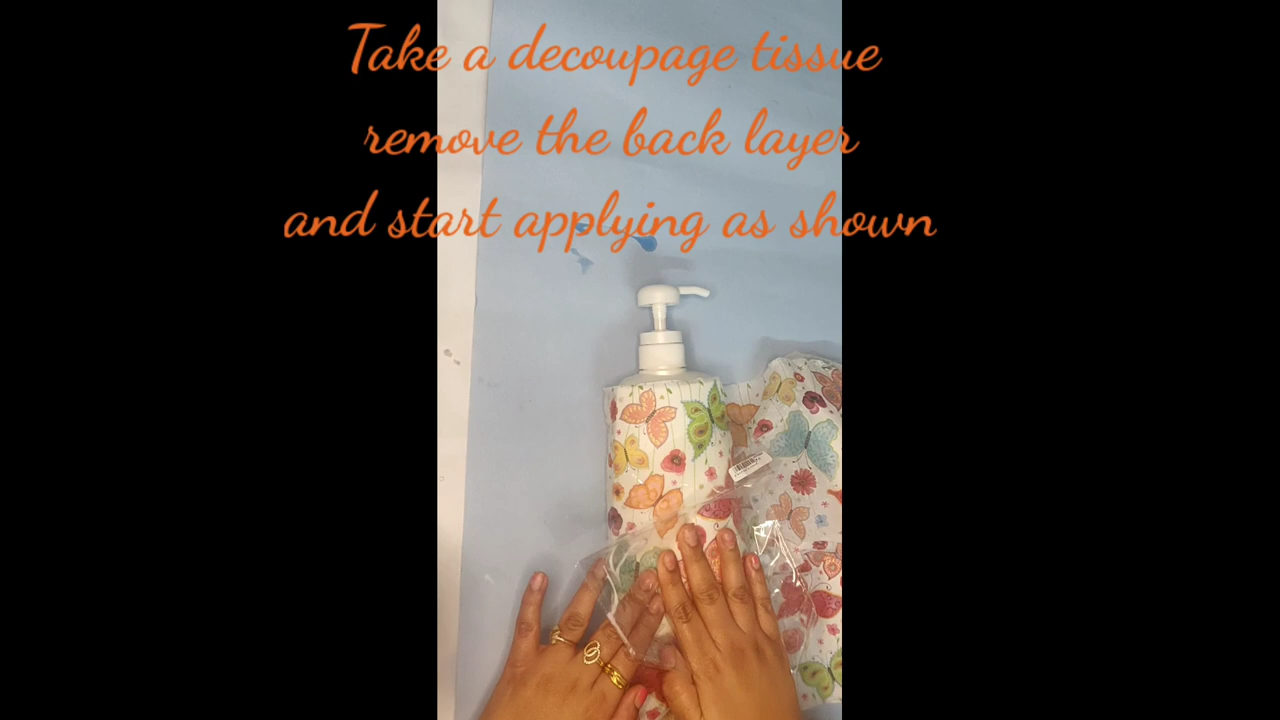 Take a decoupage tissue
remove the back layer
and start applying as shown